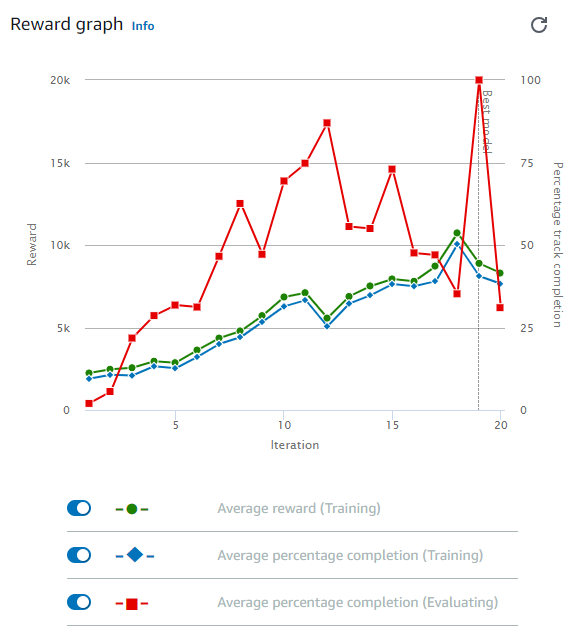 Reward graph Info
20k 100
Best model
15k 75
Reward
Percentage track completion
10k 50
5k 25
0 0
5 10 15 20
Iteration
Average reward (Training)
Average percentage completion (Training)
Average percentage completion (Evaluating)